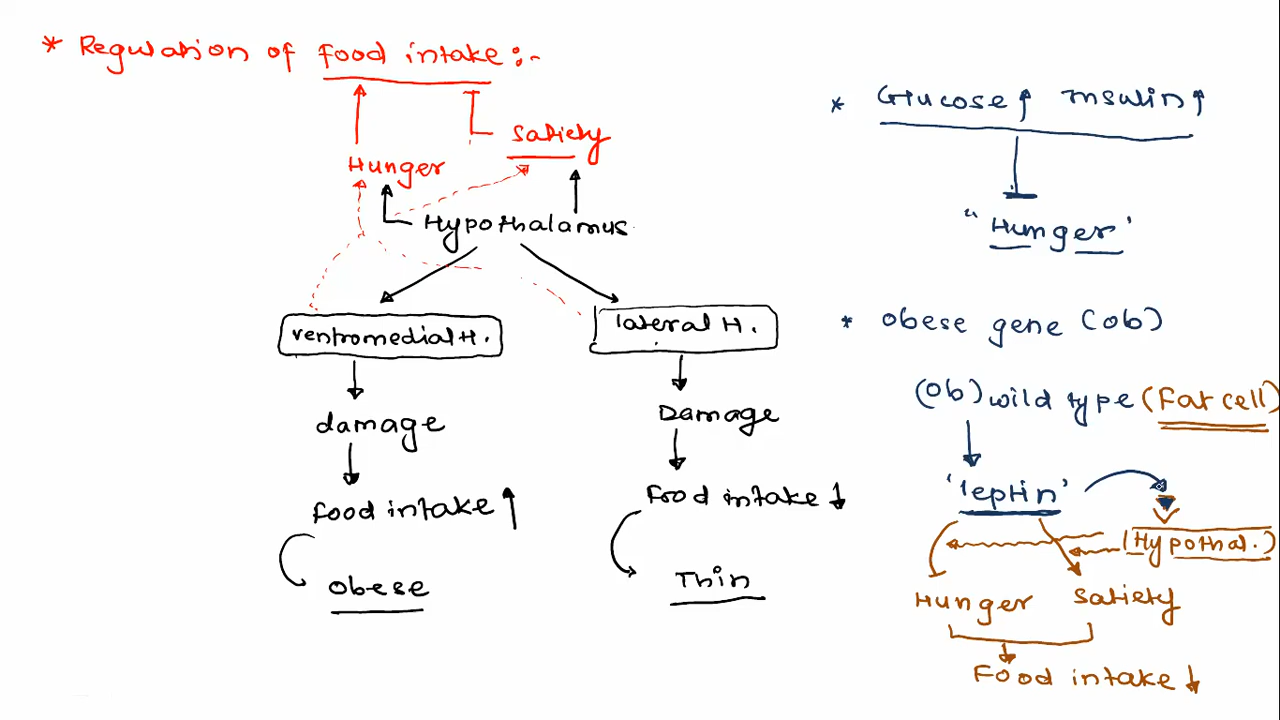 * Regulation of food intake :-
Satiety
Hunger
Hypothalamus
ventromedial H.
lateral H.
damage
Damage
Food intake ↑
Food intake ↓
Obese
Thin
* Glucose ↑ Insulin ↑
"Hunger"
* obese gene (ob)
(ob) wild type (Fat cell)
'leptin'
(Hypothal.)
Hunger
Satiety
Food intake ↓